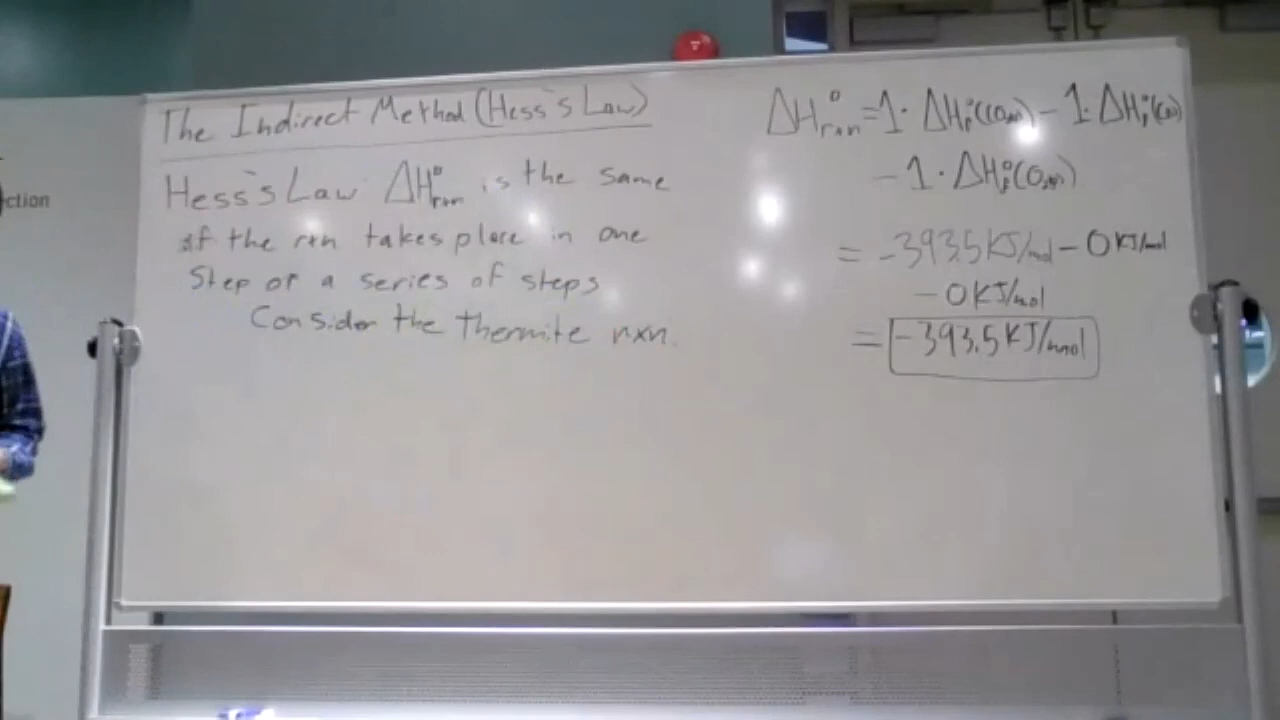 The Indirect Method (Hess's Law)
Hess's Law ΔH°rxn is the same
if the rxn takes place in one
Step or a series of steps
Consider the Thermite rxn.
ΔH°rxn = 1·ΔH°f(CO2(g)) - 1·ΔH°f(C(s))
- 1·ΔH°f(O2(g))
= -393.5 KJ/mol - 0 KJ/mol
- 0 KJ/mol
= -393.5 KJ/mol
ction